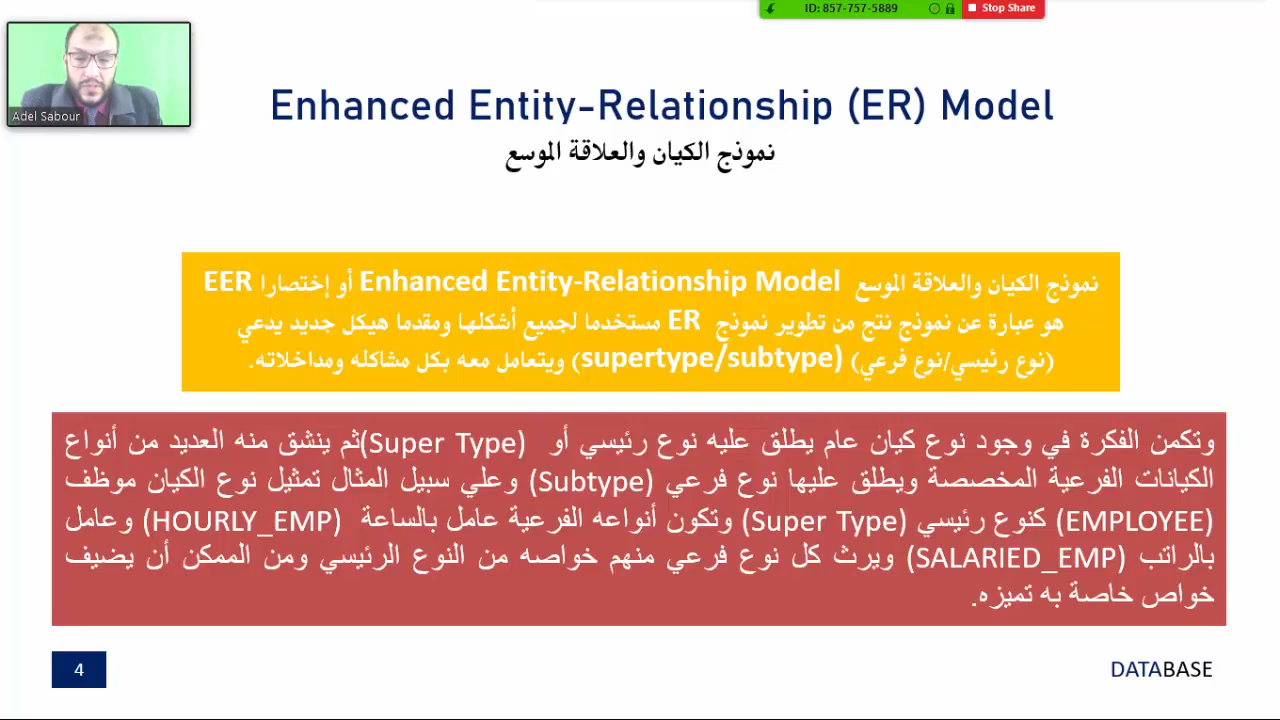 ID: 857-757-5889
Stop Share
Adel Sabour
Enhanced Entity-Relationship (ER) Model
نموذج الكيان والعلاقة الموسع
نموذج الكيان والعلاقة الموسع Enhanced Entity-Relationship Model أو إختصارا EER
هو عبارة عن نموذج نتج من تطوير نموذج ER مستخدما لجميع أشكلها ومقدما هيكل جديد يدعي
(نوع رئيسي/نوع فرعي) (supertype/subtype) ويتعامل معه بكل مشاكله ومداخلاته.
وتكمن الفكرة في وجود نوع كيان عام يطلق عليه نوع رئيسي أو (Super Type)ثم ينشق منه العديد من أنواع
الكيانات الفرعية المخصصة ويطلق عليها نوع فرعي (Subtype) وعلي سبيل المثال تمثيل نوع الكيان موظف
(EMPLOYEE) كنوع رئيسي (Super Type) وتكون أنواعه الفرعية عامل بالساعة (HOURLY_EMP) وعامل
بالراتب (SALARIED_EMP) ويرث كل نوع فرعي منهم خواصه من النوع الرئيسي ومن الممكن أن يضيف
خواص خاصة به تميزه.
4
DATABASE